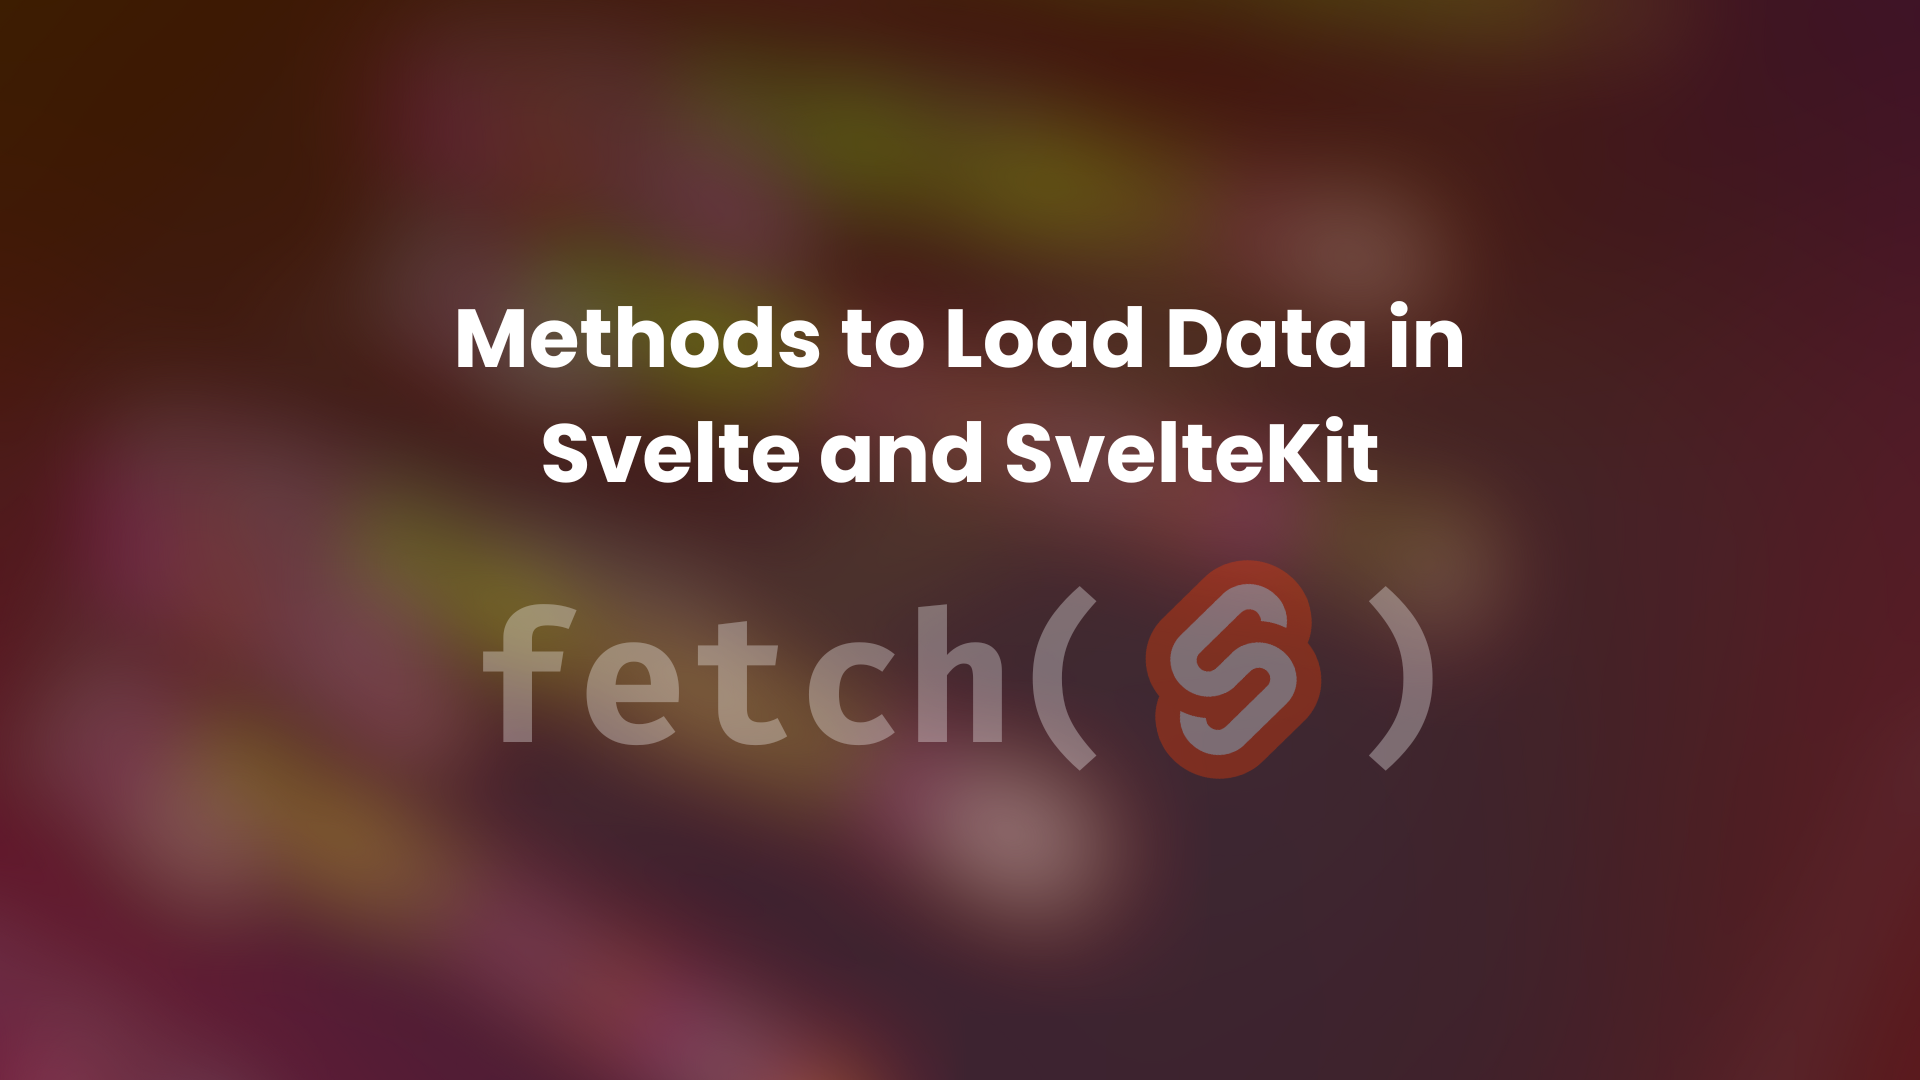 Methods to Load Data in
Svelte and SvelteKit
fetch( )